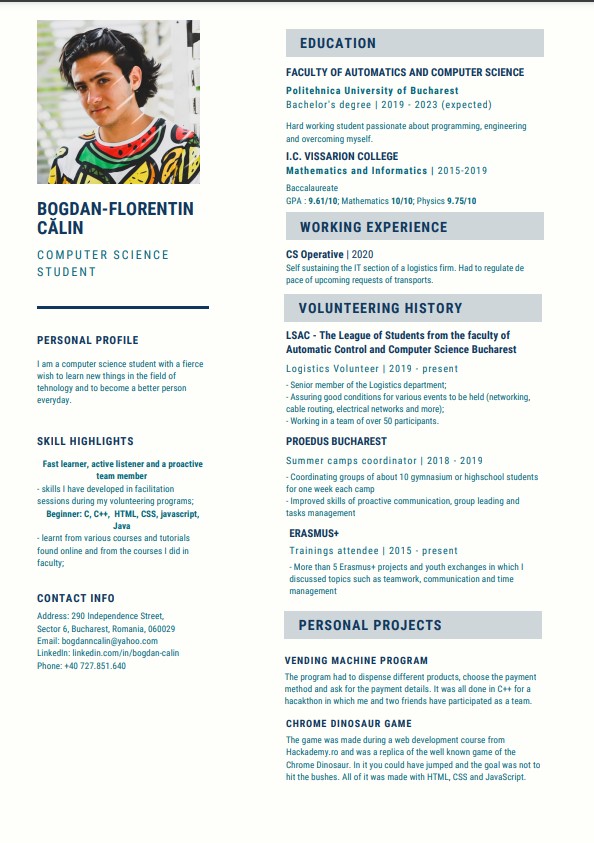 BOGDAN-FLORENTIN
CĂLIN
COMPUTER SCIENCE
STUDENT
PERSONAL PROFILE
I am a computer science student with a fierce
wish to learn new things in the field of
tehnology and to become a better person
everyday.
SKILL HIGHLIGHTS
Fast learner, active listener and a proactive
team member
- skills I have developed in facilitation
sessions during my volunteering programs;
Beginner: C, C++, HTML, CSS, javascript,
Java
- learnt from various courses and tutorials
found online and from the courses I did in
faculty;
CONTACT INFO
Address: 290 Independence Street,
Sector 6, Bucharest, Romania, 060029
Email: bogdanncalin@yahoo.com
LinkedIn: linkedin.com/in/bogdan-calin
Phone: +40 727.851.640
EDUCATION
FACULTY OF AUTOMATICS AND COMPUTER SCIENCE
Politehnica University of Bucharest
Bachelor's degree | 2019 - 2023 (expected)
Hard working student passionate about programming, engineering
and overcoming myself.
I.C. VISSARION COLLEGE
Mathematics and Informatics | 2015-2019
Baccalaureate
GPA : 9.61/10; Mathematics 10/10; Physics 9.75/10
WORKING EXPERIENCE
CS Operative | 2020
Self sustaining the IT section of a logistics firm. Had to regulate de
pace of upcoming requests of transports.
VOLUNTEERING HISTORY
LSAC - The League of Students from the faculty of
Automatic Control and Computer Science Bucharest
Logistics Volunteer | 2019 - present
- Senior member of the Logistics department;
- Assuring good conditions for various events to be held (networking,
cable routing, electrical networks and more);
- Working in a team of over 50 participants.
PROEDUS BUCHAREST
Summer camps coordinator | 2018 - 2019
- Coordinating groups of about 10 gymnasium or highschool students
for one week each camp
- Improved skills of proactive communication, group leading and
tasks management
ERASMUS+
Trainings attendee | 2015 - present
- More than 5 Erasmus+ projects and youth exchanges in which I
discussed topics such as teamwork, communication and time
management
PERSONAL PROJECTS
VENDING MACHINE PROGRAM
The program had to dispense different products, choose the payment
method and ask for the payment details. It was all done in C++ for a
hacakthon in which me and two friends have participated as a team.
CHROME DINOSAUR GAME
The game was made during a web development course from
Hackademy.ro and was a replica of the well known game of the
Chrome Dinosaur. In it you could have jumped and the goal was not to
hit the bushes. All of it was made with HTML, CSS and JavaScript.